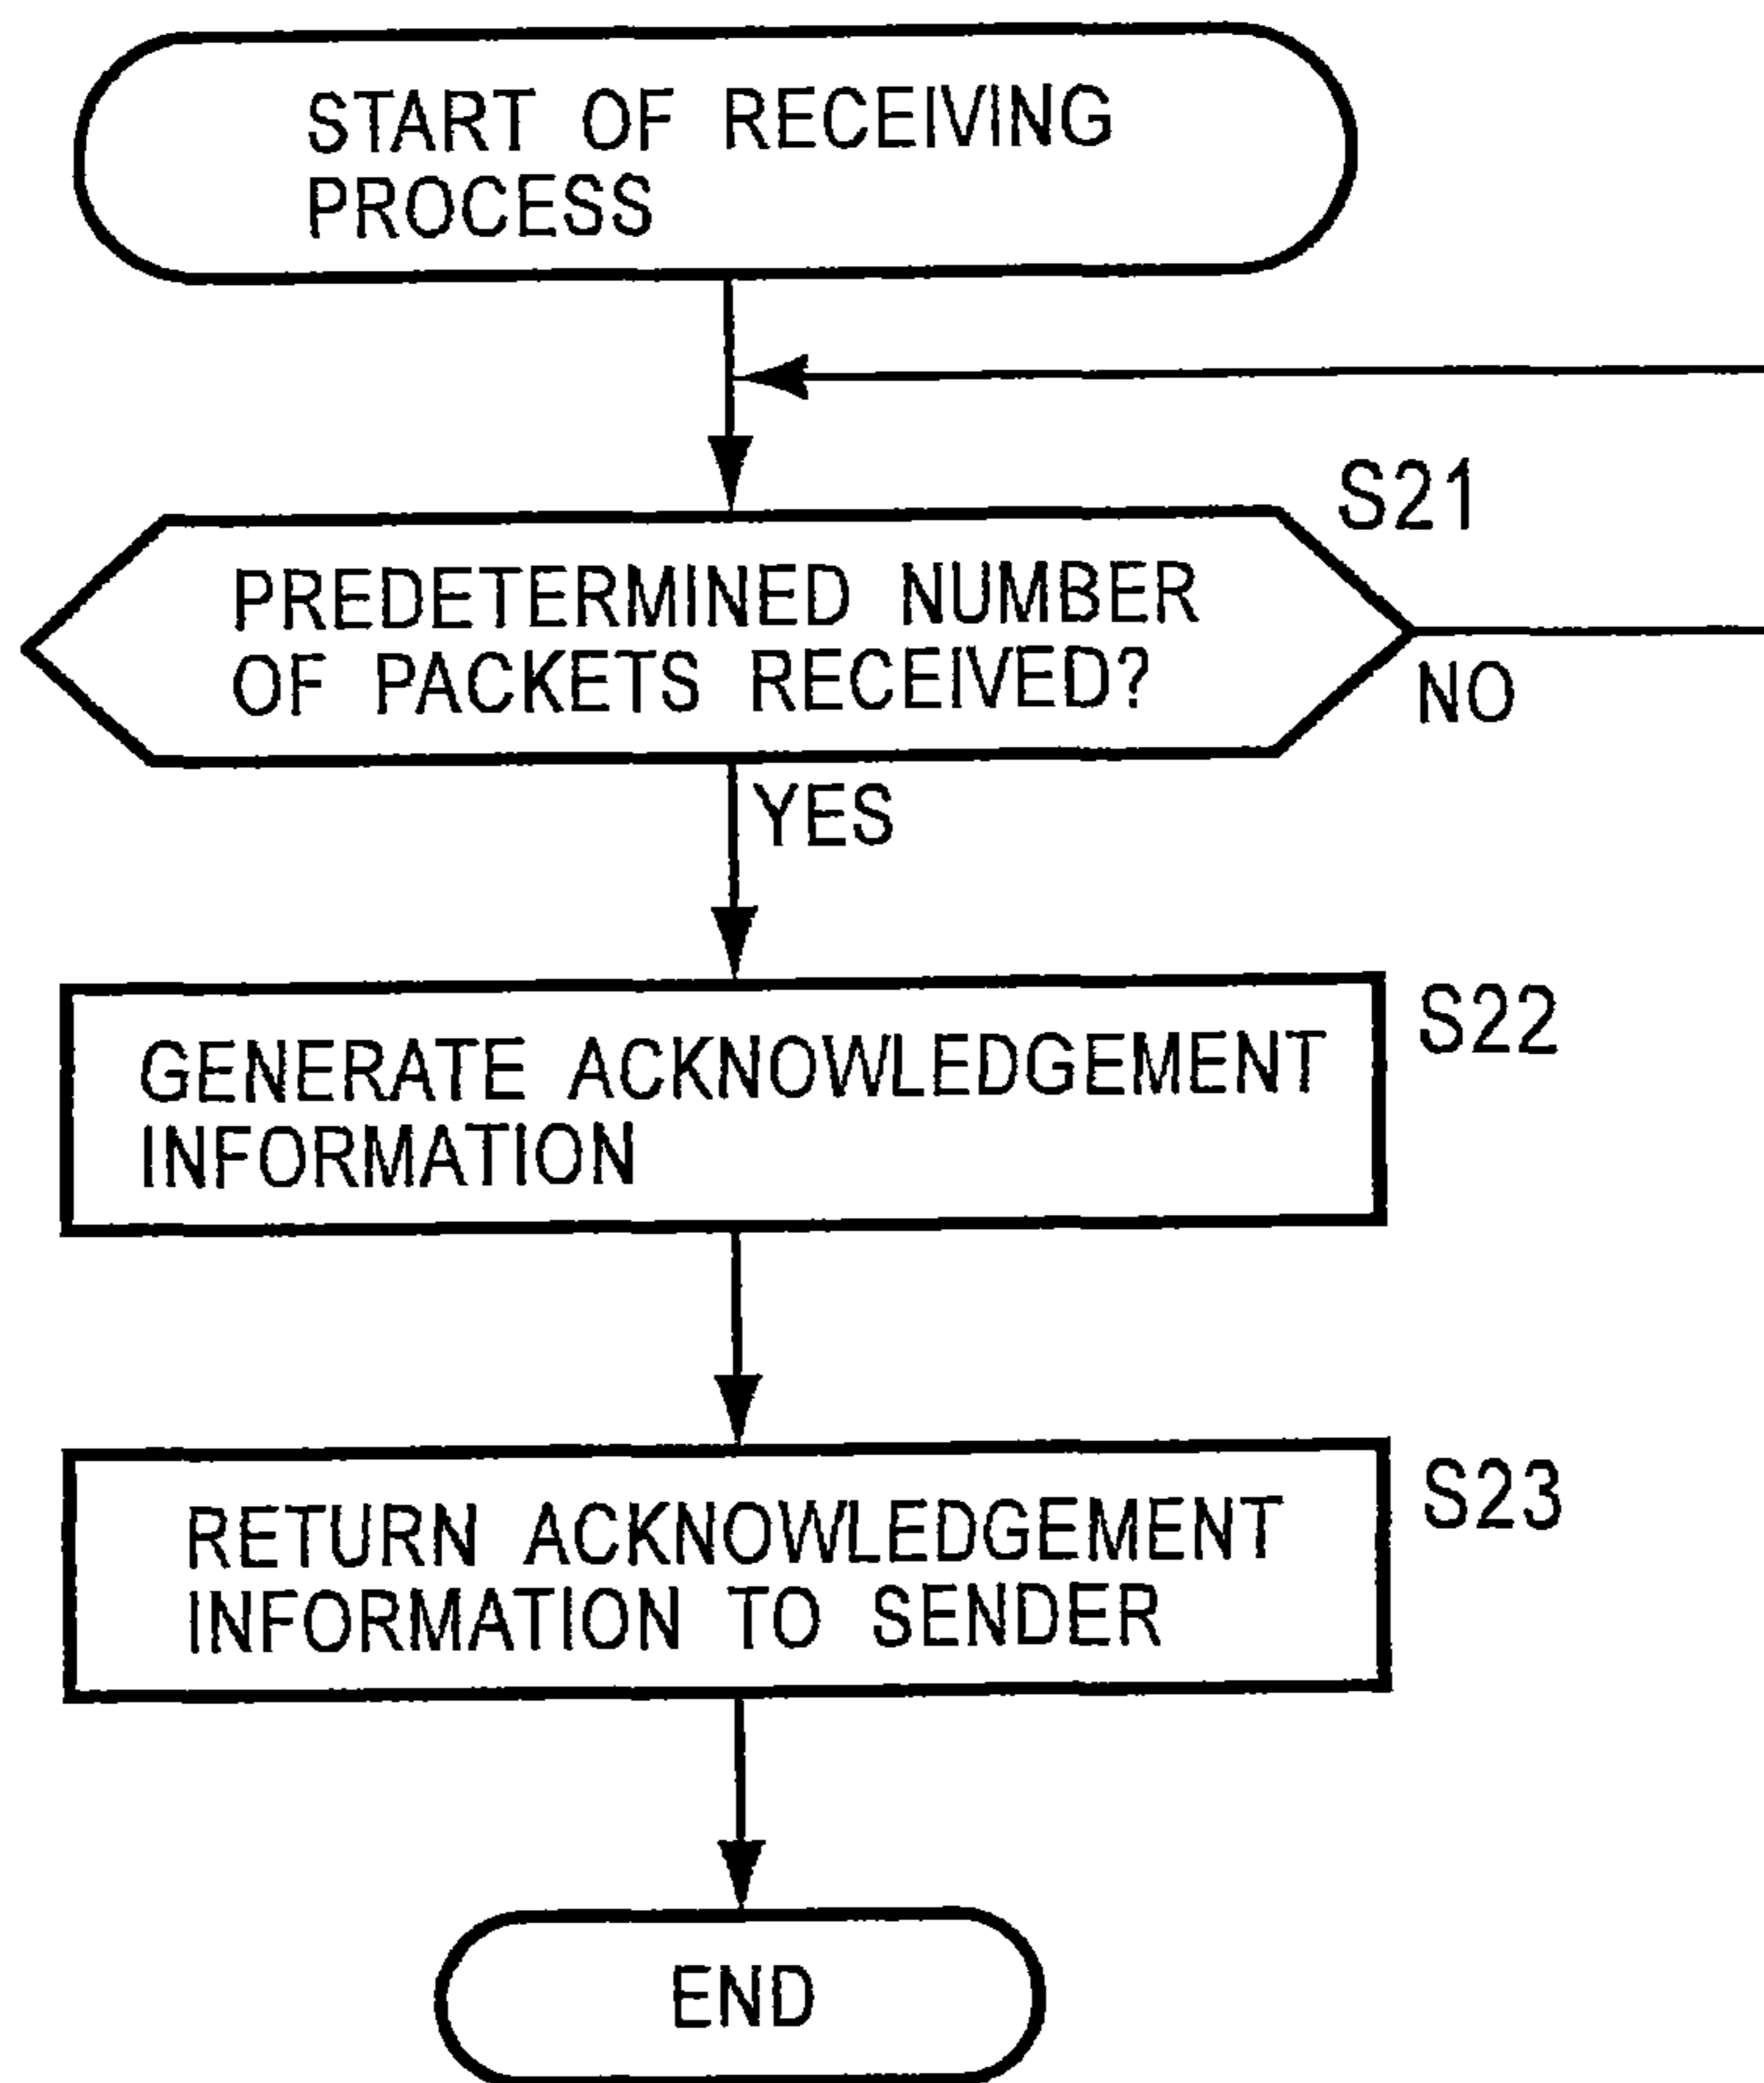 START OF RECEIVING
PROCESS
S21
PREDETERMINED NUMBER
OF PACKETS RECEIVED?
NO
YES
S22
GENERATE ACKNOWLEDGEMENT
INFORMATION
S23
RETURN ACKNOWLEDGEMENT
INFORMATION TO SENDER
END